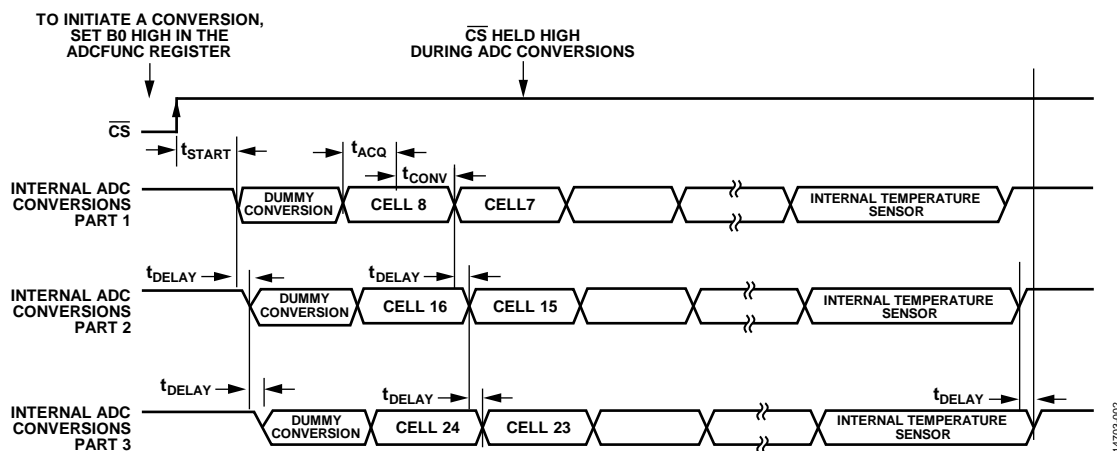 TO INITIATE A CONVERSION,
SET B0 HIGH IN THE
ADCFUNC REGISTER
CS HELD HIGH
DURING ADC CONVERSIONS
CS
tSTART
tACQ
tCONV
INTERNAL ADC
CONVERSIONS
PART 1
DUMMY
CONVERSION
CELL 8
CELL7
INTERNAL TEMPERATURE
SENSOR
tDELAY
tDELAY
INTERNAL ADC
CONVERSIONS
PART 2
DUMMY
CONVERSION
CELL 16
CELL 15
INTERNAL TEMPERATURE
SENSOR
tDELAY
tDELAY
tDELAY
INTERNAL ADC
CONVERSIONS
PART 3
DUMMY
CONVERSION
CELL 24
CELL 23
INTERNAL TEMPERATURE
SENSOR
14703-002